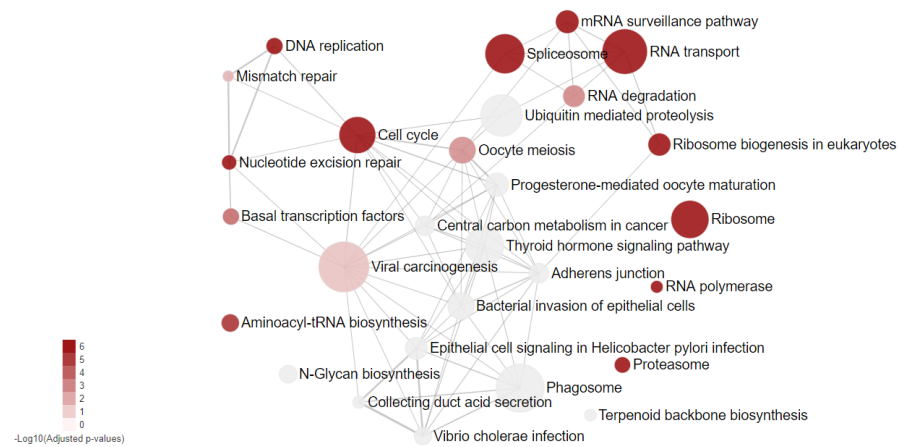 mRNA surveillance pathway
DNA replication
Spliceosome
RNA transport
Mismatch repair
RNA degradation
Ubiquitin mediated proteolysis
Cell cycle
Ribosome biogenesis in eukaryotes
Oocyte meiosis
Nucleotide excision repair
Progesterone-mediated oocyte maturation
Basal transcription factors
Ribosome
Central carbon metabolism in cancer
Thyroid hormone signaling pathway
Viral carcinogenesis
Adherens junction
RNA polymerase
Bacterial invasion of epithelial cells
Aminoacyl-tRNA biosynthesis
Epithelial cell signaling in Helicobacter pylori infection
Proteasome
N-Glycan biosynthesis
Phagosome
Collecting duct acid secretion
Terpenoid backbone biosynthesis
Vibrio cholerae infection
6
5
4
3
2
1
0
-Log10(Adjusted p-values)